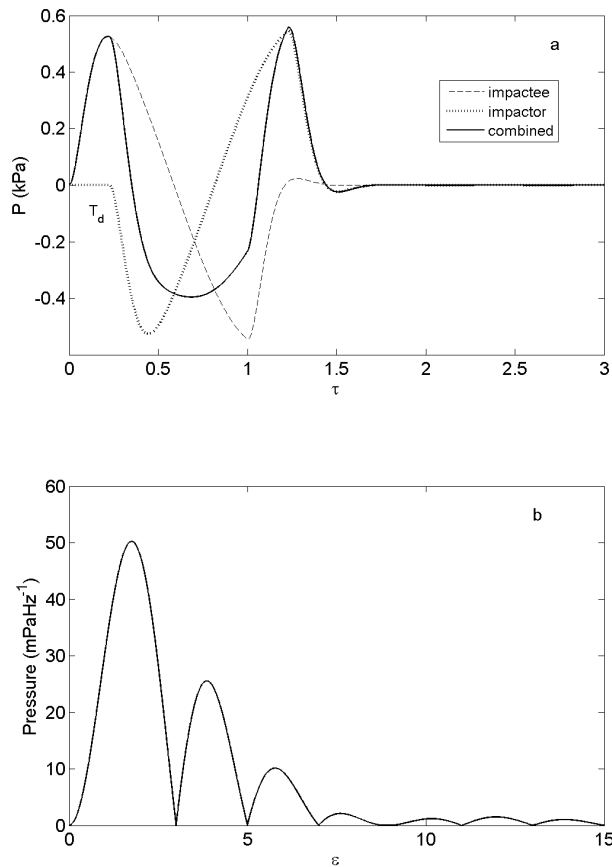 0.6
a
impactee
impactor
combined
0.4
0.2
0
-0.2
-0.4
P (kPa)
Td
0 0.5 1 1.5 2 2.5 3
τ
60
b
50
40
30
20
10
0
Pressure (mPaHz-1)
0 5 10 15
ε